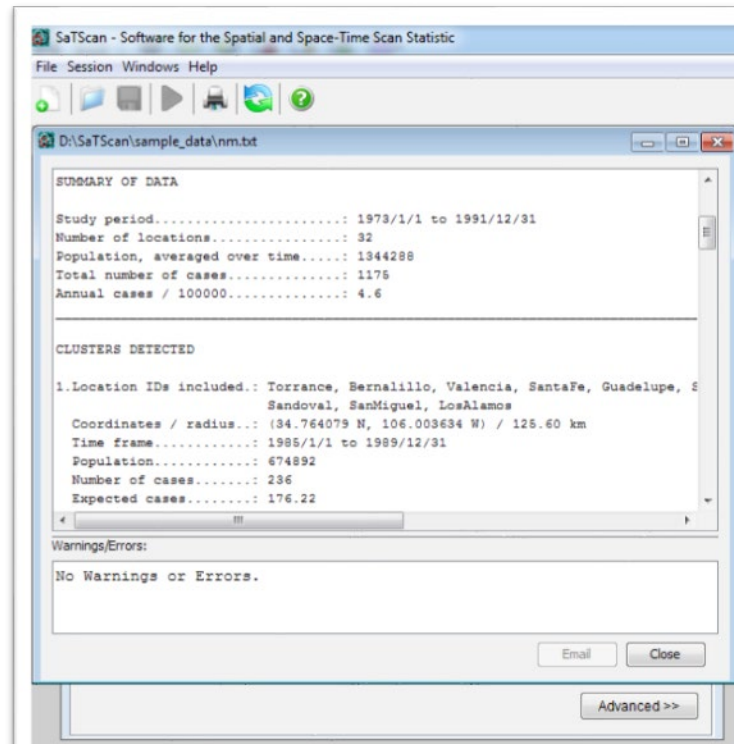 SaTScan - Software for the Spatial and Space-Time Scan Statistic
File Session Windows Help
D:\SaTScan\sample_data\nm.txt
SUMMARY OF DATA
Study period.......................: 1973/1/1 to 1991/12/31
Number of locations................: 32
Population, averaged over time.....: 1344288
Total number of cases..............: 1175
Annual cases / 100000..............: 4.6
CLUSTERS DETECTED
1.Location IDs included.: Torrance, Bernalillo, Valencia, SantaFe, Guadelupe, S
Sandoval, SanMiguel, LosAlamos
Coordinates / radius..: (34.764079 N, 106.003634 W) / 125.60 km
Time frame............: 1985/1/1 to 1989/12/31
Population............: 674892
Number of cases.......: 236
Expected cases........: 176.22
Warnings/Errors:
No Warnings or Errors.
Email Close
Advanced >>